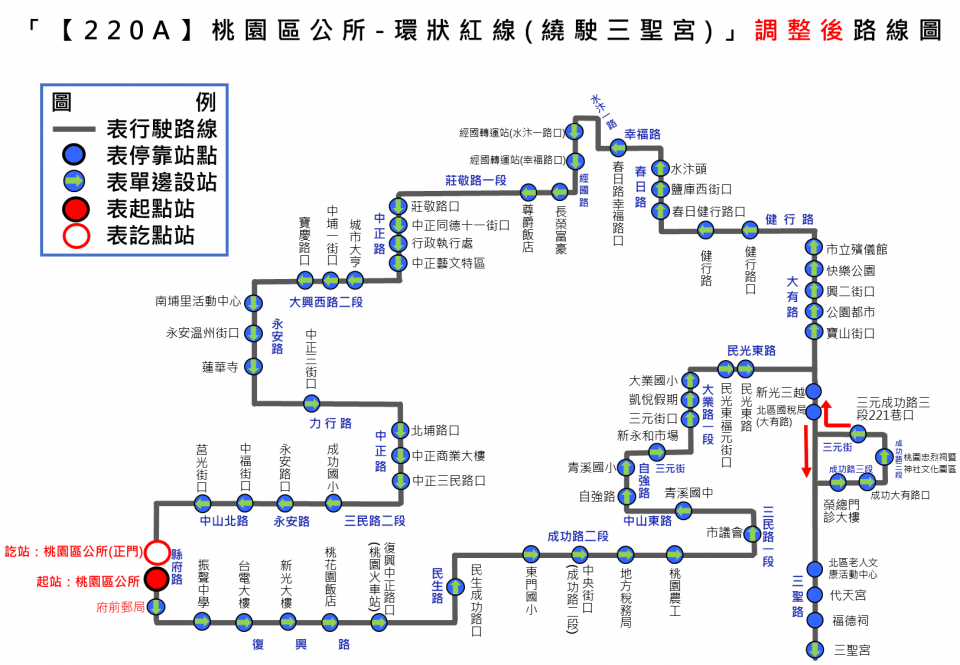 「【220A】桃園區公所-環狀紅線(繞駛三聖宮)」調整後路線圖
圖 例
表行駛路線
表停靠站點
表單邊設站
表起點站
表訖點站
水汴一路
經國轉運站(水汴一路口)
幸福路
經國轉運站(幸福路口)
經國路
春日路幸福路口
春日路
水汴頭
鹽庫西街口
春日健行路口
莊敬路一段
尊爵飯店
長榮富豪
健行路
健行路
健行路口
中正路
莊敬路口
中正同德十一街口
行政執行處
中正藝文特區
寶慶路口
中埔一街口
城市大亨
大興西路二段
大有路
市立殯儀館
快樂公園
興二街口
公園都市
寶山街口
南埔里活動中心
永安溫州街口
蓮華寺
永安路
中正三街口
力行路
民光東路
大業國小
凱悅假期
三元街口
大業路一段
民光東福元街口
民光東路
新光三越
北區國稅局
(大有路)
三元成功路三
段221巷口
新永和市場
三元街
三元街
成功路三段
桃園忠烈祠暨
神社文化園區
成功路三段
成功大有路口
榮總門
診大樓
中正路
北埔路口
中正商業大樓
中正三民路口
青溪國小
自強路
自強路
青溪國中
中山東路
市議會
三民路一段
莒光街口
中福街口
永安路口
成功國小
中山北路
永安路
三民路二段
訖站：桃園區公所(正門)
起站：桃園區公所
府前郵局
縣府路
振聲中學
台電大樓
新光大樓
桃花園飯店
復興中正路口
(桃園火車站)
復興路
民生路
民生成功路口
成功路二段
東門國小
中央街口
(成功路二段)
地方稅務局
桃園農工
三聖路
北區老人文
康活動中心
代天宮
福德祠
三聖宮